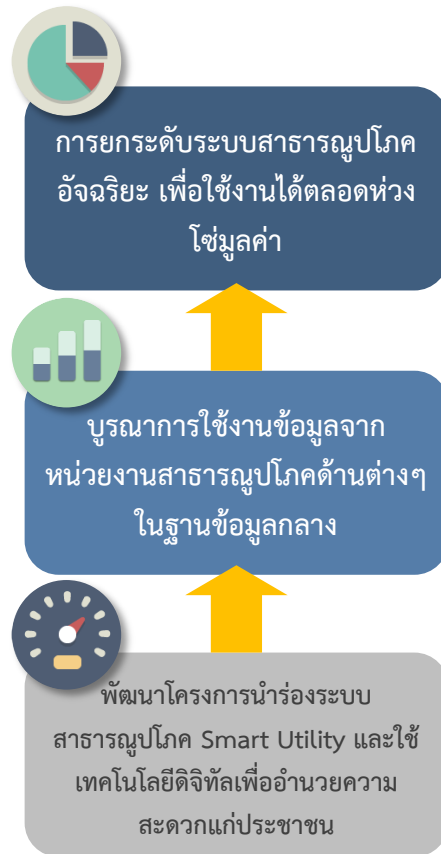 การยกระดับระบบสาธารณูปโภค
อัจฉริยะ เพื่อใช้งานได้ตลอดห่วง
โซ่มูลค่า
บูรณาการใช้งานข้อมูลจาก
หน่วยงานสาธารณูปโภคด้านต่างๆ
ในฐานข้อมูลกลาง
พัฒนาโครงการนำร่องระบบ
สาธารณูปโภค Smart Utility และใช้
เทคโนโลยีดิจิทัลเพื่ออำนวยความ
สะดวกแก่ประชาชน